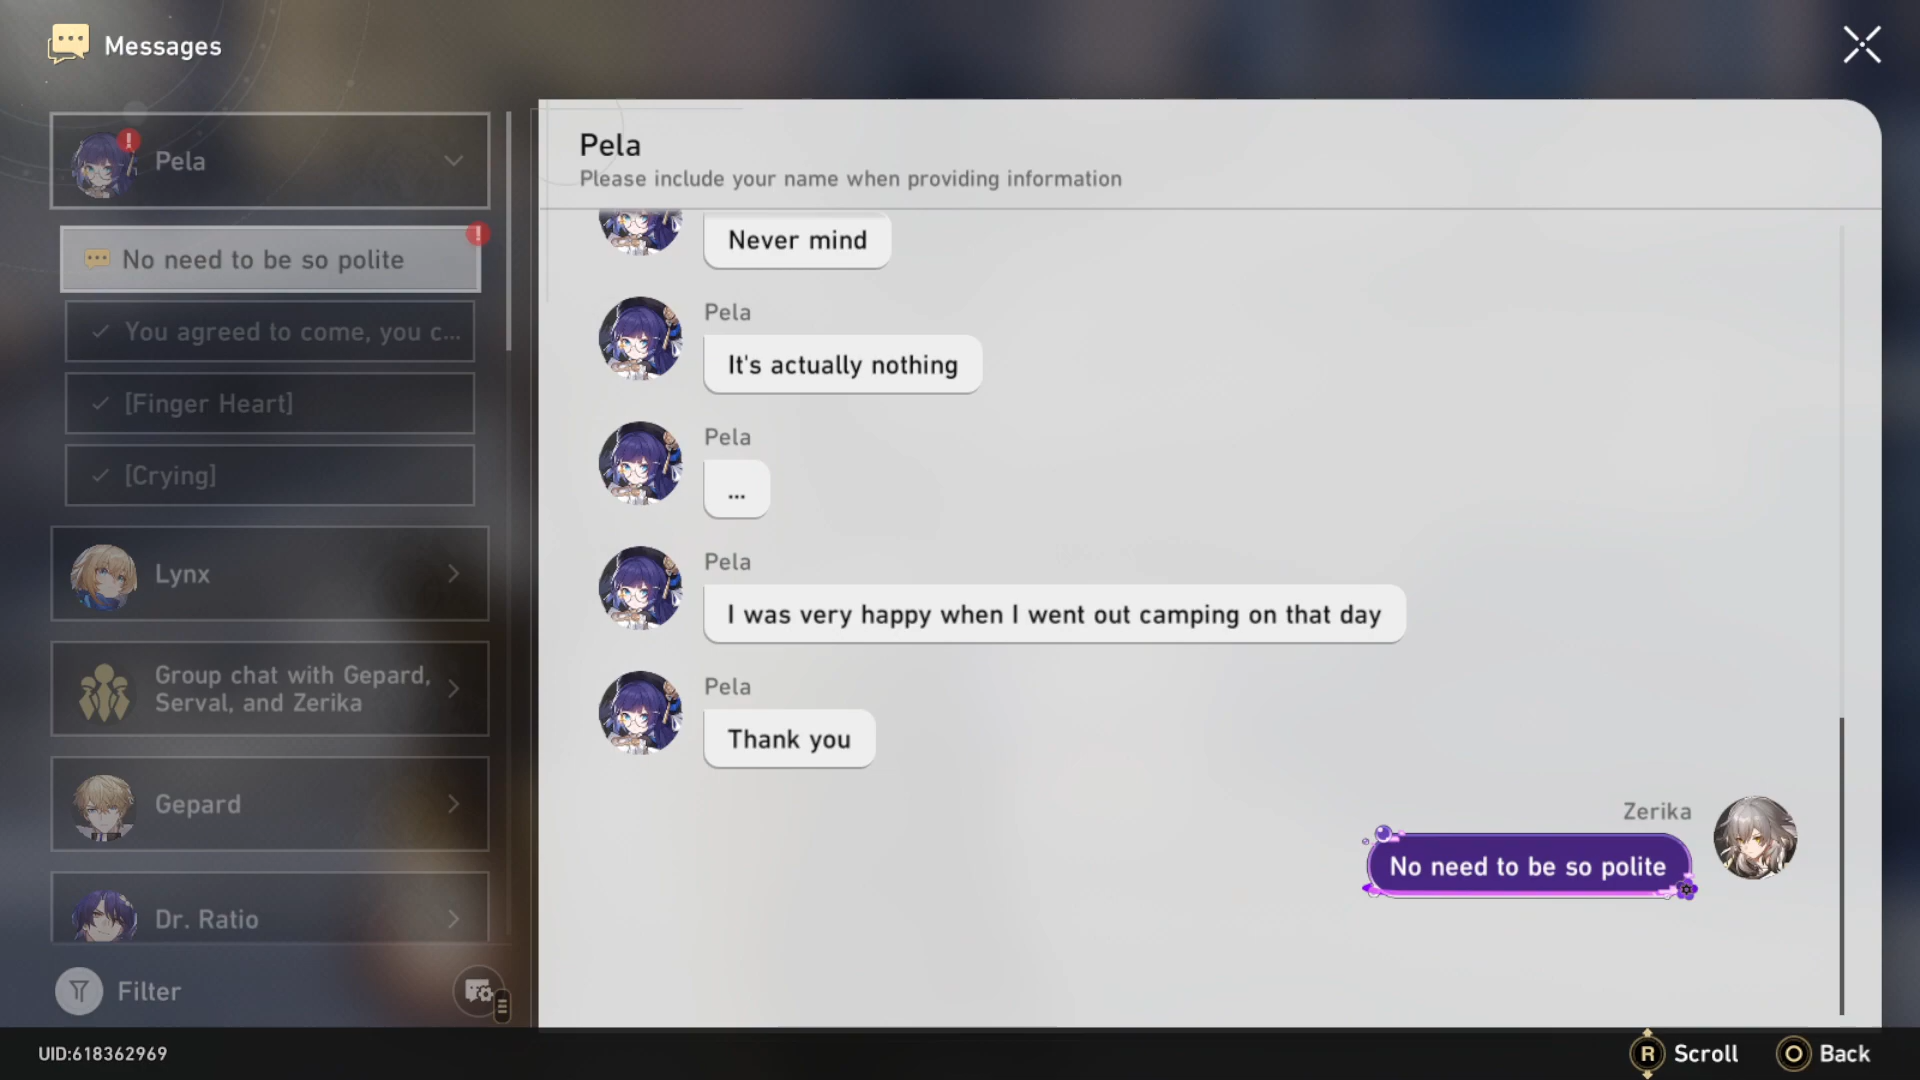 Messages
Pela
No need to be so polite
You agreed to come, you c...
[Finger Heart]
[Crying]
Lynx
Group chat with Gepard,
Serval, and Zerika
Gepard
Dr. Ratio
Filter
Pela
Please include your name when providing information
Never mind
Pela
It's actually nothing
Pela
...
Pela
I was very happy when I went out camping on that day
Pela
Thank you
Zerika
No need to be so polite
UID:618362969
R Scroll
Back